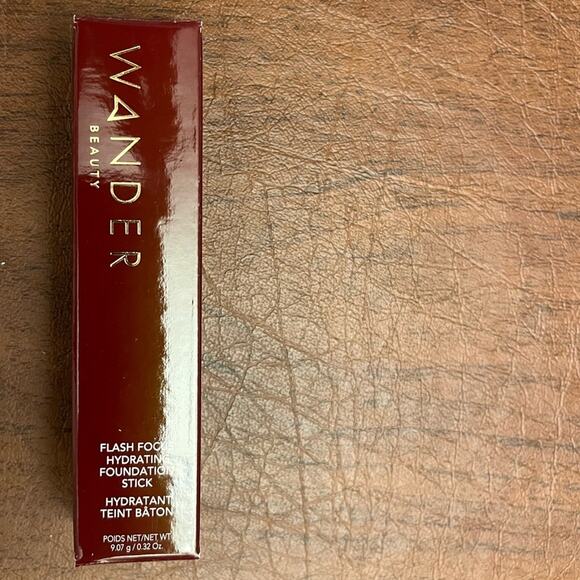 WANDER
BEAUTY
FLASH FOCUS
HYDRATING
FOUNDATION
STICK
HYDRATANT
TEINT BÂTON
POIDS NET/NET WT
9.07 g / 0.32 Oz.